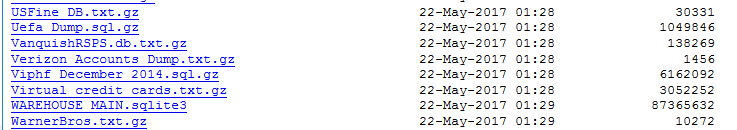 USFine DB.txt.gz 22-May-2017 01:28 30331
Uefa Dump.sql.gz 22-May-2017 01:28 1049846
VanquishRSPS.db.txt.gz 22-May-2017 01:28 138269
Verizon Accounts Dump.txt.gz 22-May-2017 01:28 1456
Viphf December 2014.sql.gz 22-May-2017 01:28 6162092
Virtual credit cards.txt.gz 22-May-2017 01:28 3052252
WAREHOUSE MAIN.sqlite3 22-May-2017 01:29 87365632
WarnerBros.txt.gz 22-May-2017 01:29 10272